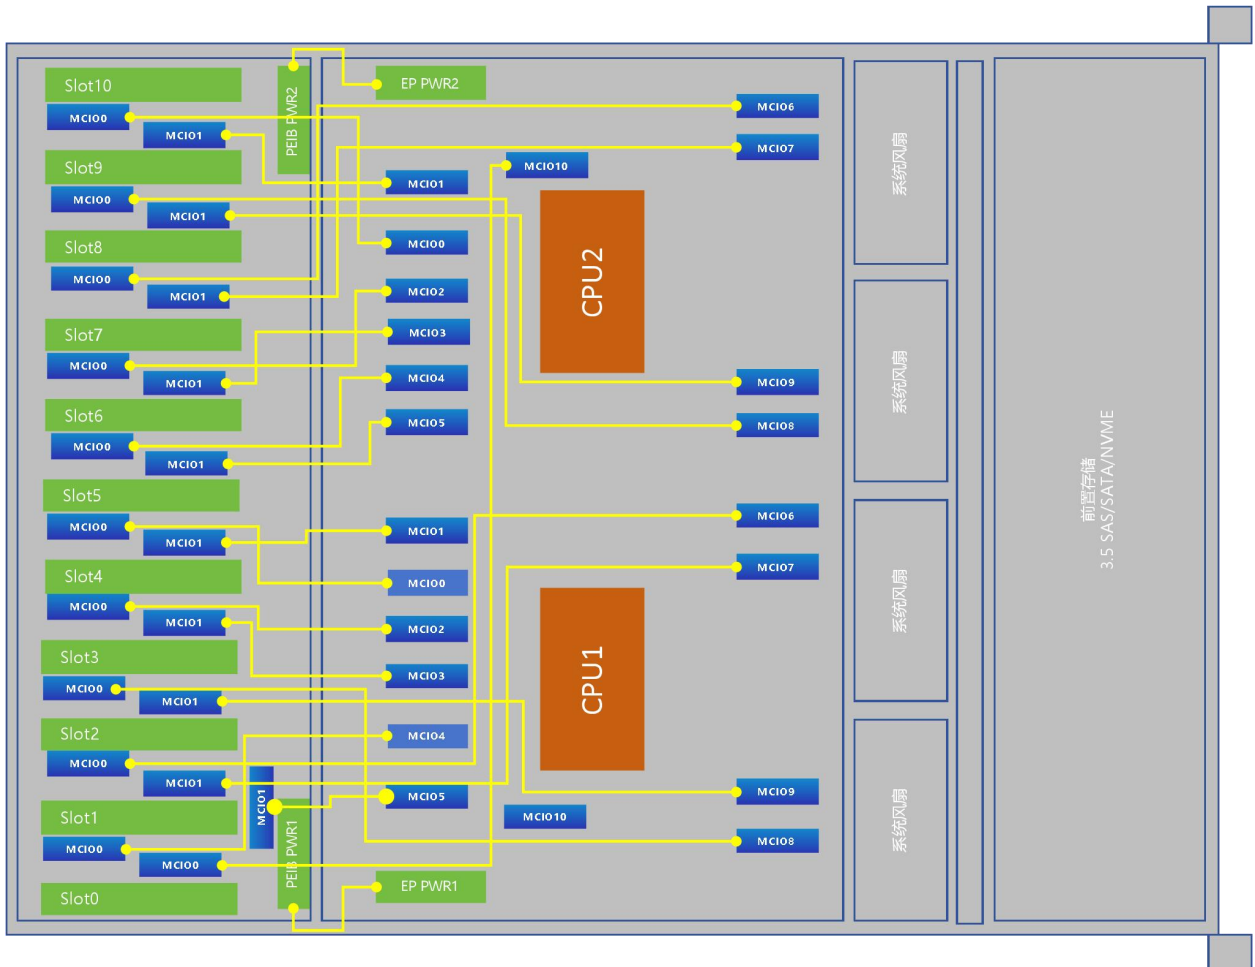 Slot10
MCIO0
MCIO1
Slot9
MCIO0
MCIO1
Slot8
MCIO0
MCIO1
Slot7
MCIO0
MCIO1
Slot6
MCIO0
MCIO1
Slot5
MCIO0
MCIO1
Slot4
MCIO0
MCIO1
Slot3
MCIO0
MCIO1
Slot2
MCIO0
MCIO1
Slot1
MCIO0
MCIO0
Slot0
PEIB PWR2
MCIO1
PEIB PWR1
EP PWR2
MCIO1
MCIO0
MCIO2
MCIO3
MCIO4
MCIO5
MCIO1
MCIO0
MCIO2
MCIO3
MCIO4
MCIO5
EP PWR1
MCIO10
CPU2
CPU1
MCIO10
MCIO6
MCIO7
MCIO9
MCIO8
MCIO6
MCIO7
MCIO9
MCIO8
系统风扇
系统风扇
系统风扇
系统风扇
前置存储
3.5 SAS/SATA/NVME